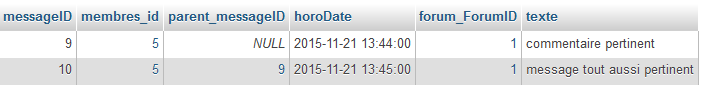 messageID membres_id parent_messageID horoDate forum_ForumID texte
9 5 NULL 2015-11-21 13:44:00 1 commentaire pertinent
10 5 9 2015-11-21 13:45:00 1 message tout aussi pertinent